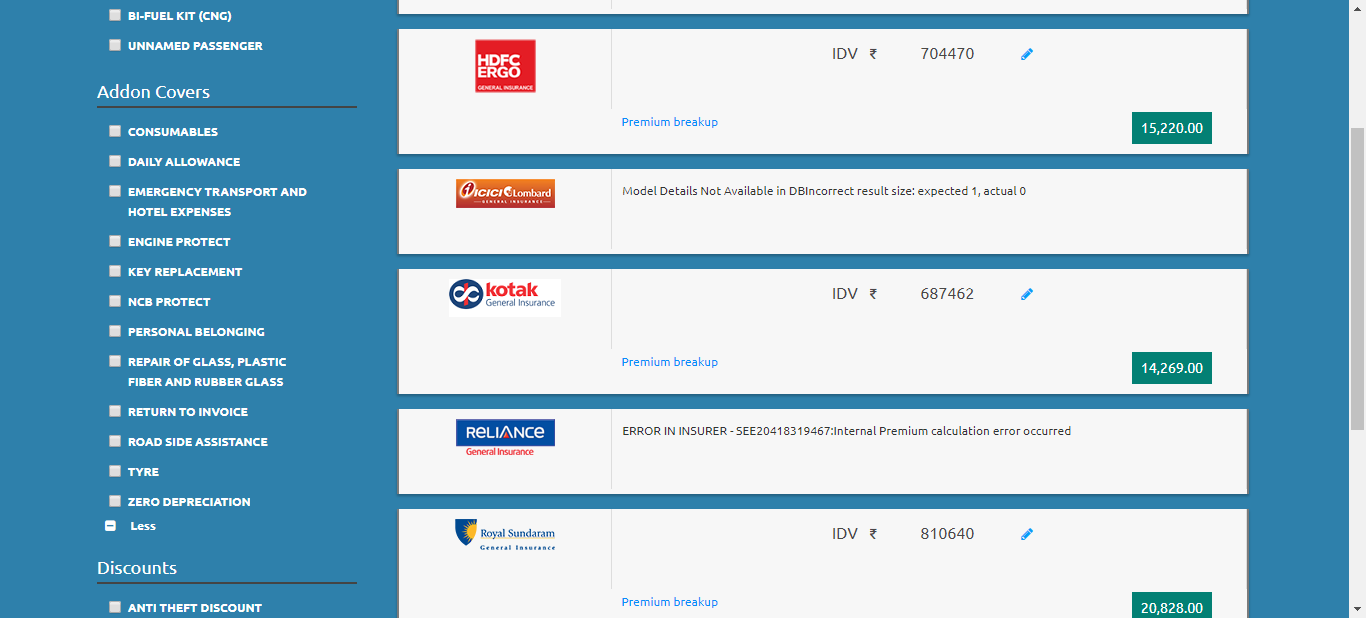 BI-FUEL KIT (CNG)
UNNAMED PASSENGER
Addon Covers
CONSUMABLES
DAILY ALLOWANCE
EMERGENCY TRANSPORT AND
HOTEL EXPENSES
ENGINE PROTECT
KEY REPLACEMENT
NCB PROTECT
PERSONAL BELONGING
REPAIR OF GLASS, PLASTIC
FIBER AND RUBBER GLASS
RETURN TO INVOICE
ROAD SIDE ASSISTANCE
TYRE
ZERO DEPRECIATION
Less
Discounts
ANTI THEFT DISCOUNT
HDFC
ERGO
GENERAL INSURANCE
IDV ₹ 704470
Premium breakup
15,220.00
ICICI Lombard
GENERAL INSURANCE
Model Details Not Available in DBIncorrect result size: expected 1, actual 0
kotak
General Insurance
IDV ₹ 687462
Premium breakup
14,269.00
RELIANCE
General Insurance
ERROR IN INSURER - SEE20418319467:Internal Premium calculation error occurred
Royal Sundaram
General Insurance
IDV ₹ 810640
Premium breakup
20,828.00